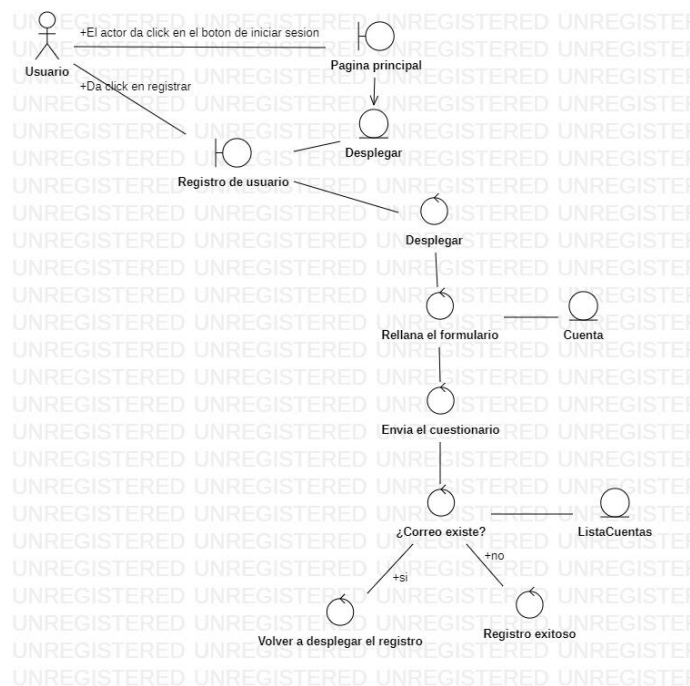 +El actor da click en el boton de iniciar sesion
Usuario
Pagina principal
+Da click en registrar
Desplegar
Registro de usuario
Desplegar
Rellana el formulario
Cuenta
Envia el cuestionario
¿Correo existe?
ListaCuentas
+no
+si
Volver a desplegar el registro
Registro exitoso
UNREGISTERED